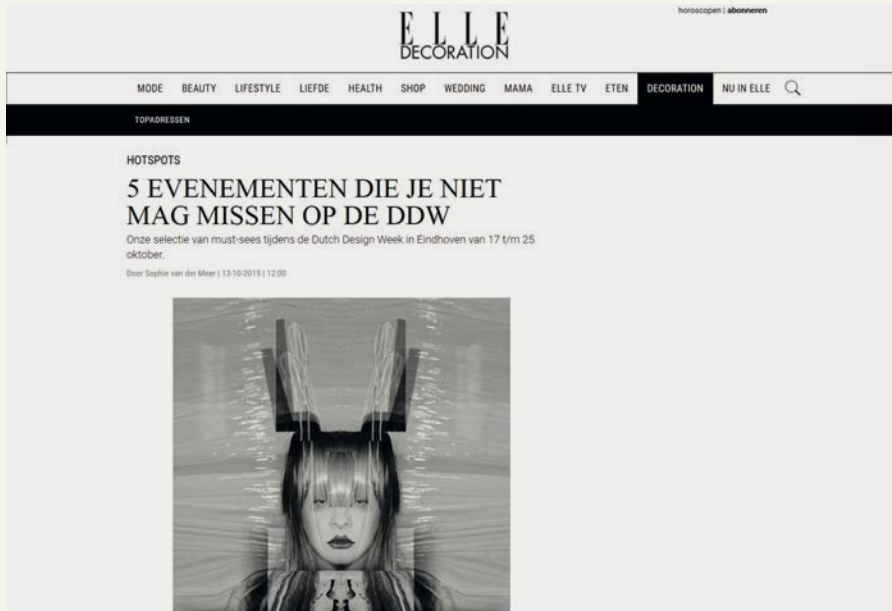 horoscopen | abonneren
ELLE
DECORATION
MODE BEAUTY LIFESTYLE LIEFDE HEALTH SHOP WEDDING MAMA ELLE TV ETEN DECORATION NU IN ELLE
TOPADRESSEN
HOTSPOTS
5 EVENEMENTEN DIE JE NIET
MAG MISSEN OP DE DDW
Onze selectie van must-sees tijdens de Dutch Design Week in Eindhoven van 17 t/m 25
oktober.
Door Sophie van der Meer | 13-10-2015 | 12:00